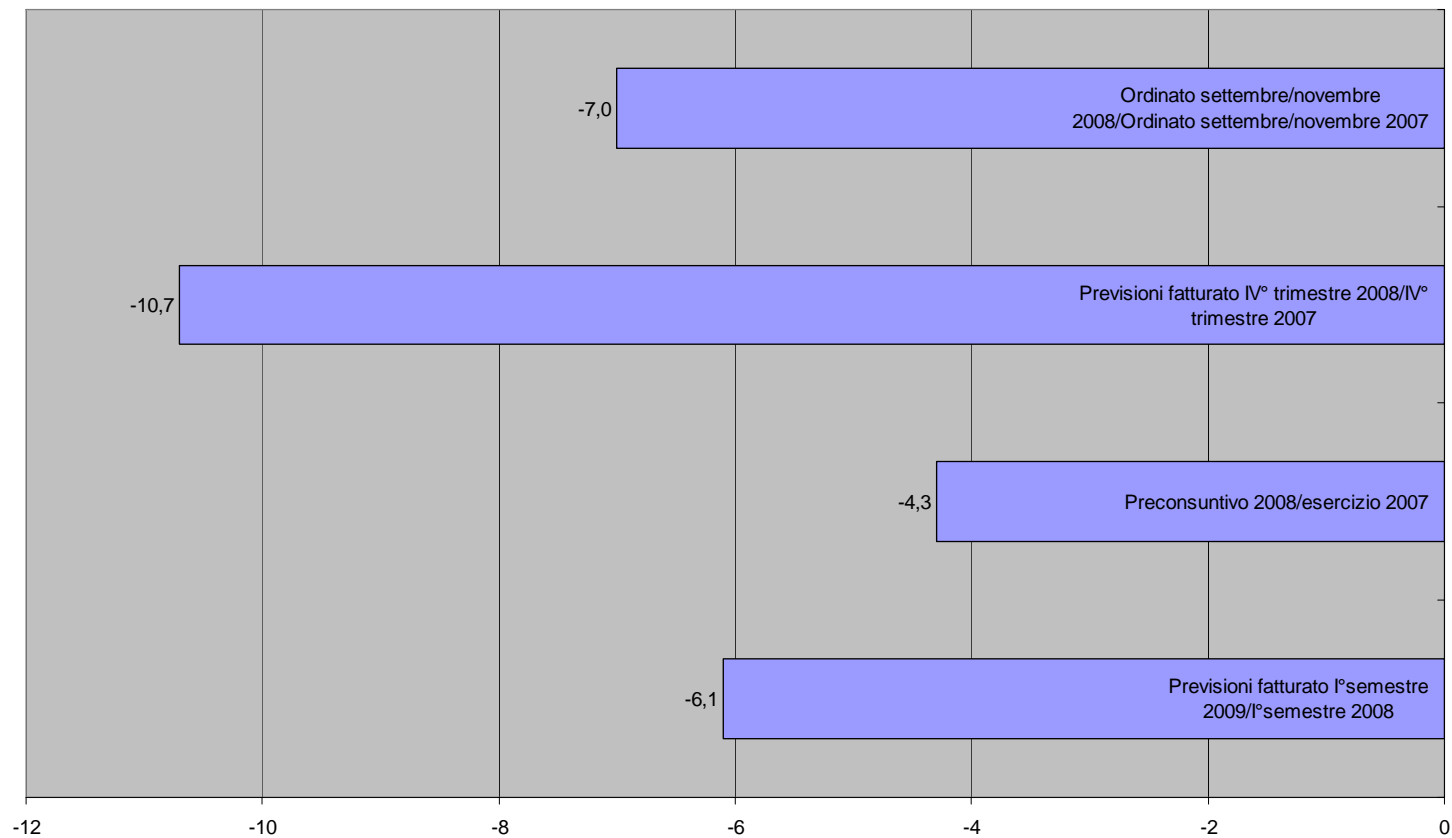 -7,0
Ordinato settembre/novembre
2008/Ordinato settembre/novembre 2007
-10,7
Previsioni fatturato IV° trimestre 2008/IV°
trimestre 2007
-4,3
Preconsuntivo 2008/esercizio 2007
-6,1
Previsioni fatturato I°semestre
2009/I°semestre 2008
-12 -10 -8 -6 -4 -2 0